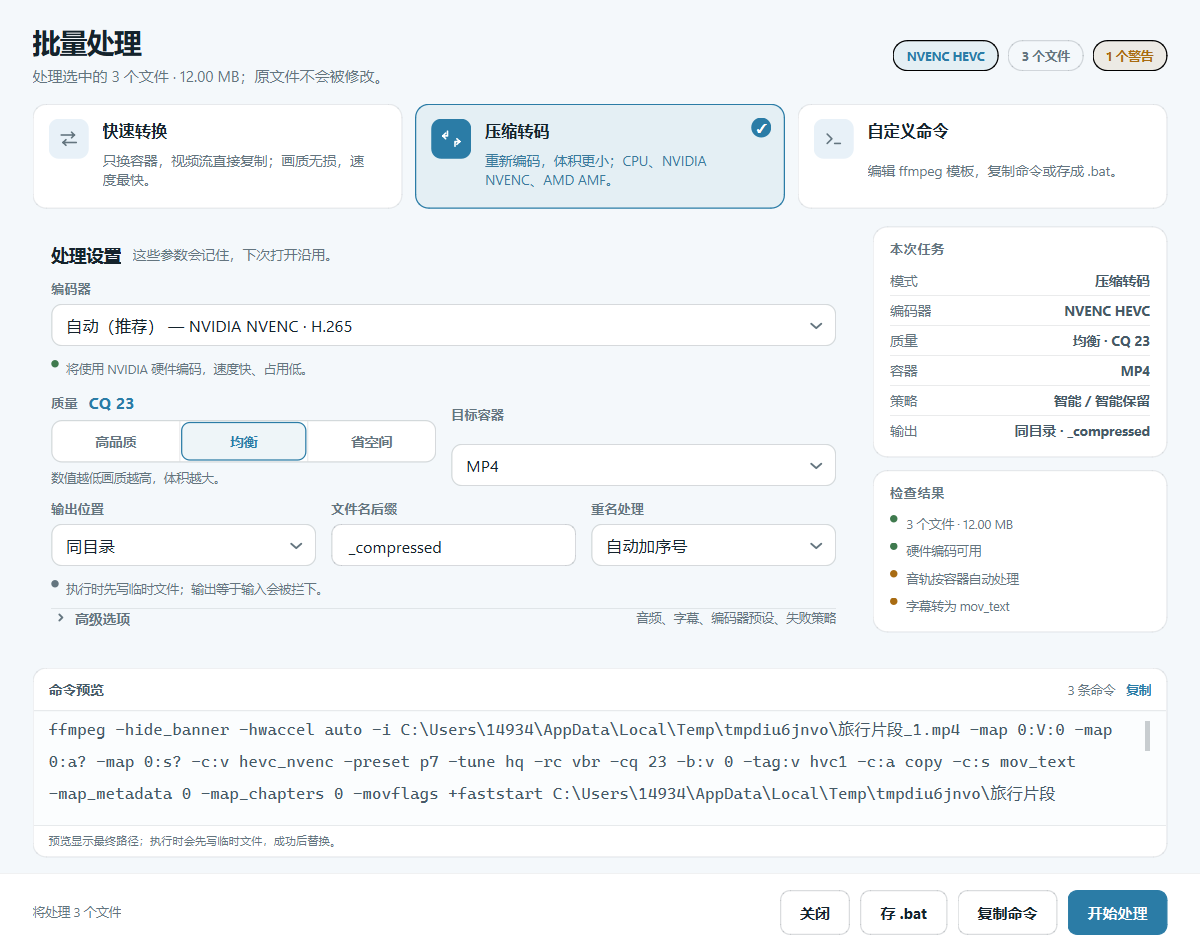 批量处理
处理选中的 3 个文件 · 12.00 MB；原文件不会被修改。
NVENC HEVC
3 个文件
1 个警告
快速转换
只换容器，视频流直接复制；画质无损，速
度最快。
压缩转码
重新编码，体积更小；CPU、NVIDIA
NVENC、AMD AMF。
自定义命令
编辑 ffmpeg 模板，复制命令或存成 .bat。
处理设置 这些参数会记住，下次打开沿用。
编码器
自动（推荐） — NVIDIA NVENC · H.265
将使用 NVIDIA 硬件编码，速度快、占用低。
质量 CQ 23
高品质 均衡 省空间
数值越低画质越高，体积越大。
目标容器
MP4
输出位置
同目录
文件名后缀
_compressed
重名处理
自动加序号
执行时先写临时文件；输出等于输入会被拦下。
高级选项 音频、字幕、编码器预设、失败策略
本次任务
模式 压缩转码
编码器 NVENC HEVC
质量 均衡 · CQ 23
容器 MP4
策略 智能 / 智能保留
输出 同目录 · _compressed
检查结果
3 个文件 · 12.00 MB
硬件编码可用
音轨按容器自动处理
字幕转为 mov_text
命令预览
3 条命令 复制
ffmpeg -hide_banner -hwaccel auto -i C:\Users\14934\AppData\Local\Temp\tmpdiu6jnvo\旅行片段_1.mp4 -map 0:V:0 -map
0:a? -map 0:s? -c:v hevc_nvenc -preset p7 -tune hq -rc vbr -cq 23 -b:v 0 -tag:v hvc1 -c:a copy -c:s mov_text
-map_metadata 0 -map_chapters 0 -movflags +faststart C:\Users\14934\AppData\Local\Temp\tmpdiu6jnvo\旅行片段
预览显示最终路径；执行时会先写临时文件，成功后替换。
将处理 3 个文件
关闭 存 .bat 复制命令 开始处理